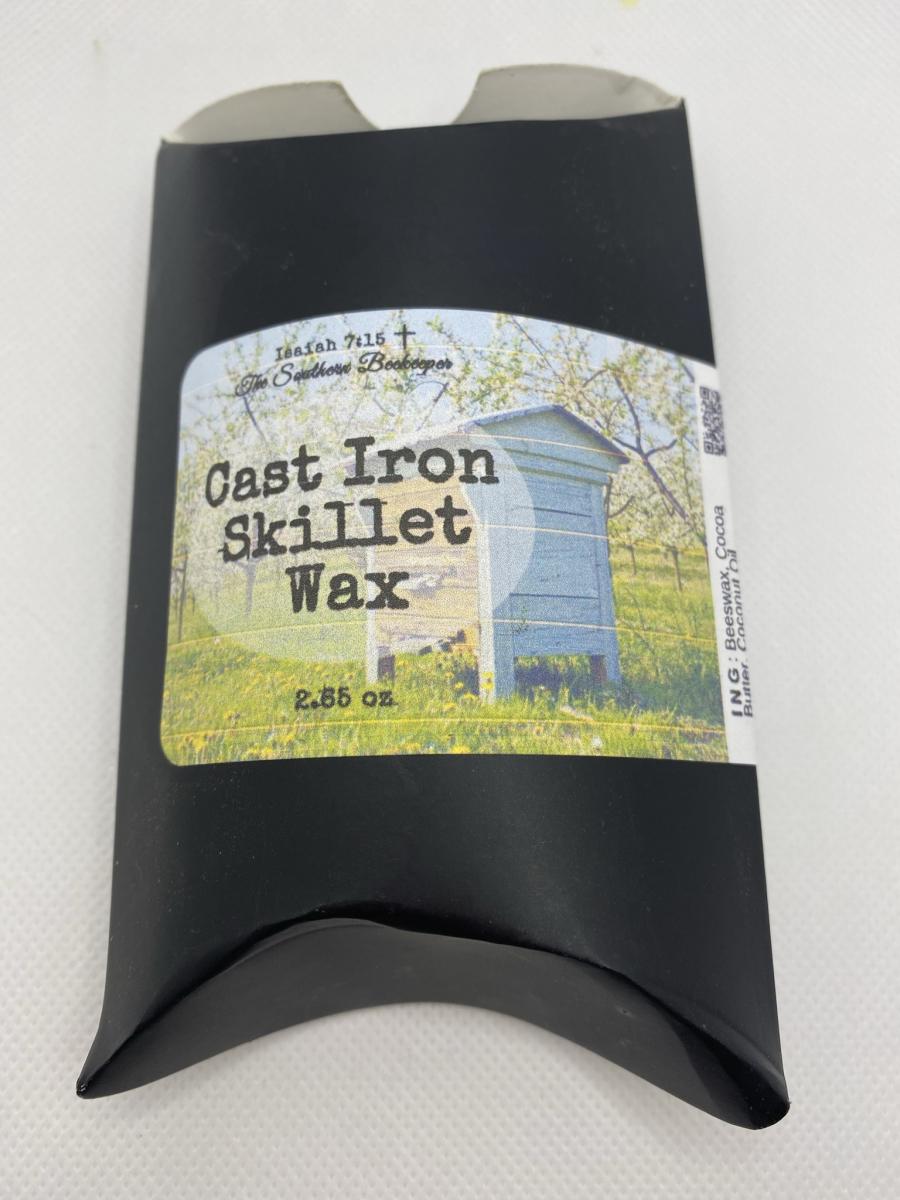 Isaiah 7:15 †
The Southern Beekeeper
Cast Iron
Skillet
Wax
2.65 oz
ING: Beeswax, Cocoa
Butter, Coconut Oil